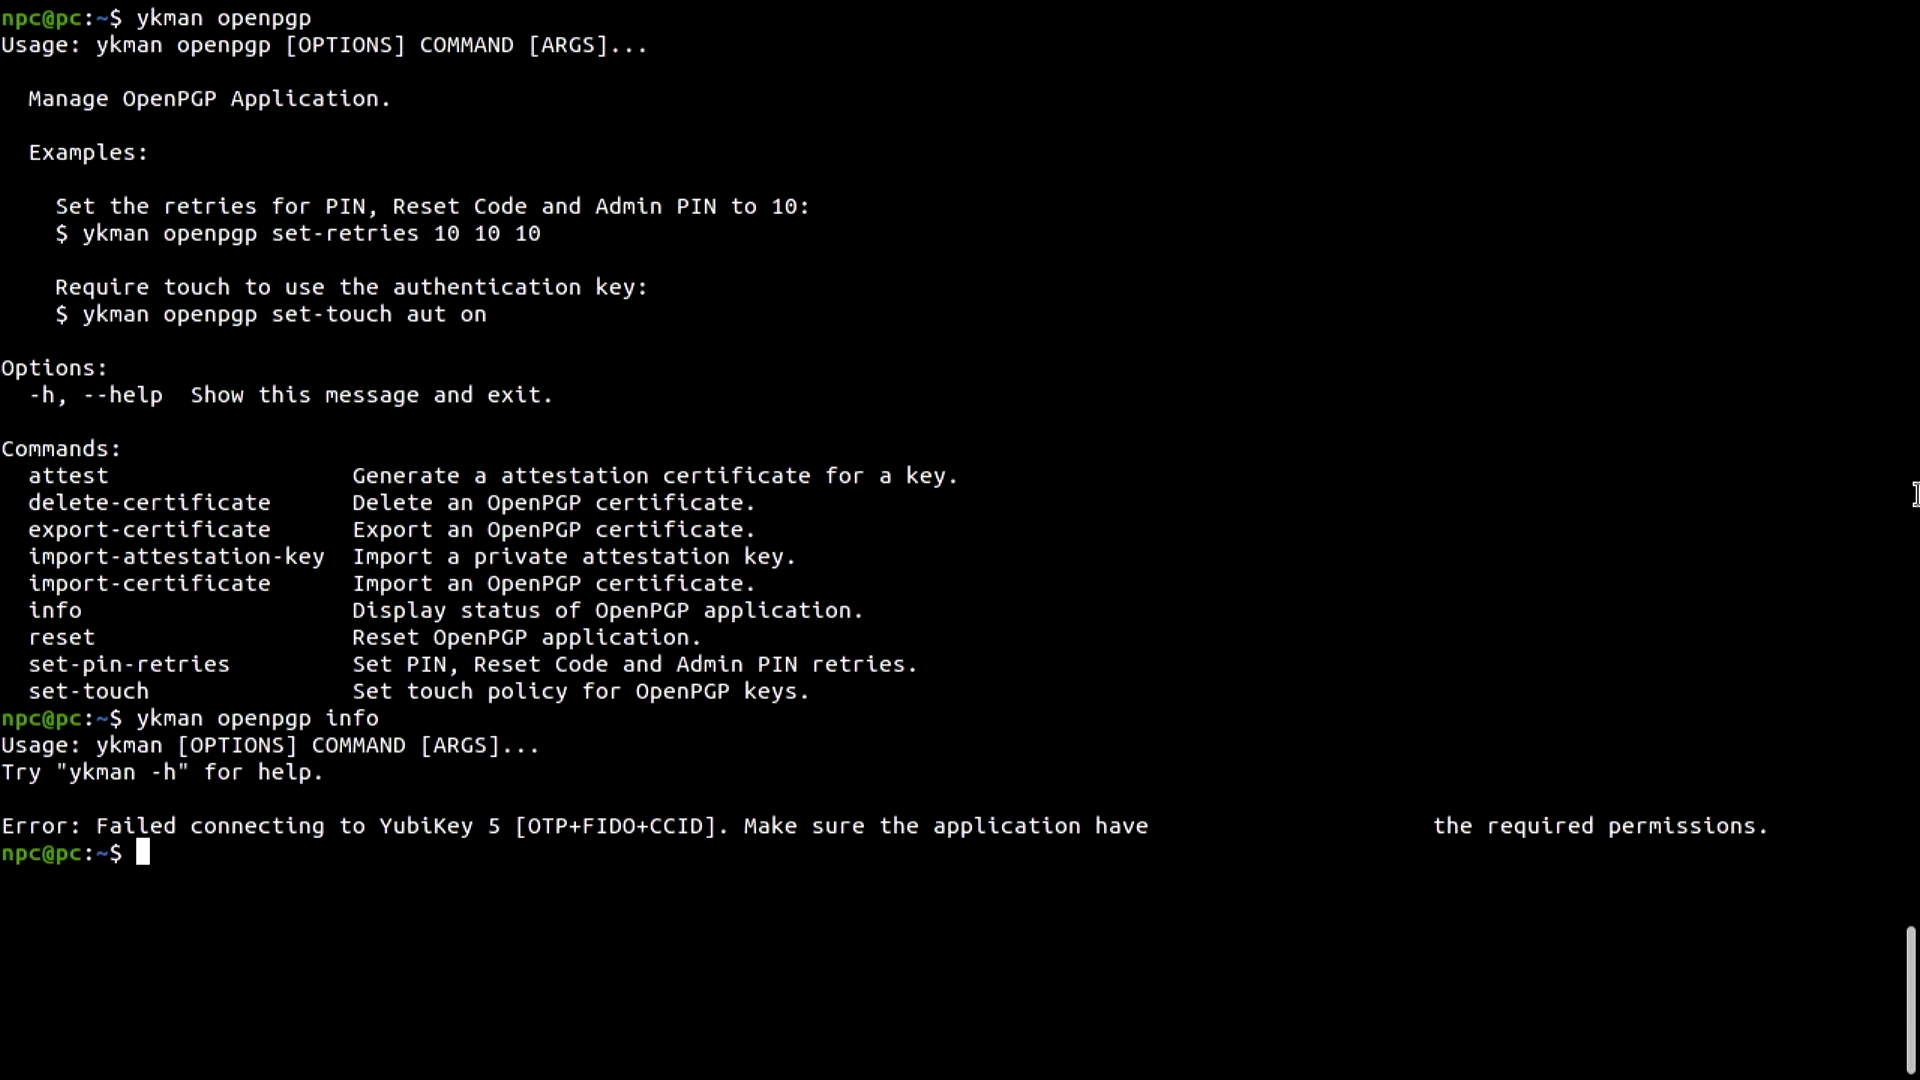 npc@pc:~$ ykman openpgp
Usage: ykman openpgp [OPTIONS] COMMAND [ARGS]...
Manage OpenPGP Application.
Examples:
Set the retries for PIN, Reset Code and Admin PIN to 10:
$ ykman openpgp set-retries 10 10 10
Require touch to use the authentication key:
$ ykman openpgp set-touch aut on
Options:
-h, --help  Show this message and exit.
Commands:
attest                  Generate a attestation certificate for a key.
delete-certificate      Delete an OpenPGP certificate.
export-certificate      Export an OpenPGP certificate.
import-attestation-key  Import a private attestation key.
import-certificate      Import an OpenPGP certificate.
info                    Display status of OpenPGP application.
reset                   Reset OpenPGP application.
set-pin-retries         Set PIN, Reset Code and Admin PIN retries.
set-touch               Set touch policy for OpenPGP keys.
npc@pc:~$ ykman openpgp info
Usage: ykman [OPTIONS] COMMAND [ARGS]...
Try "ykman -h" for help.
Error: Failed connecting to YubiKey 5 [OTP+FIDO+CCID]. Make sure the application have                     the required permissions.
npc@pc:~$